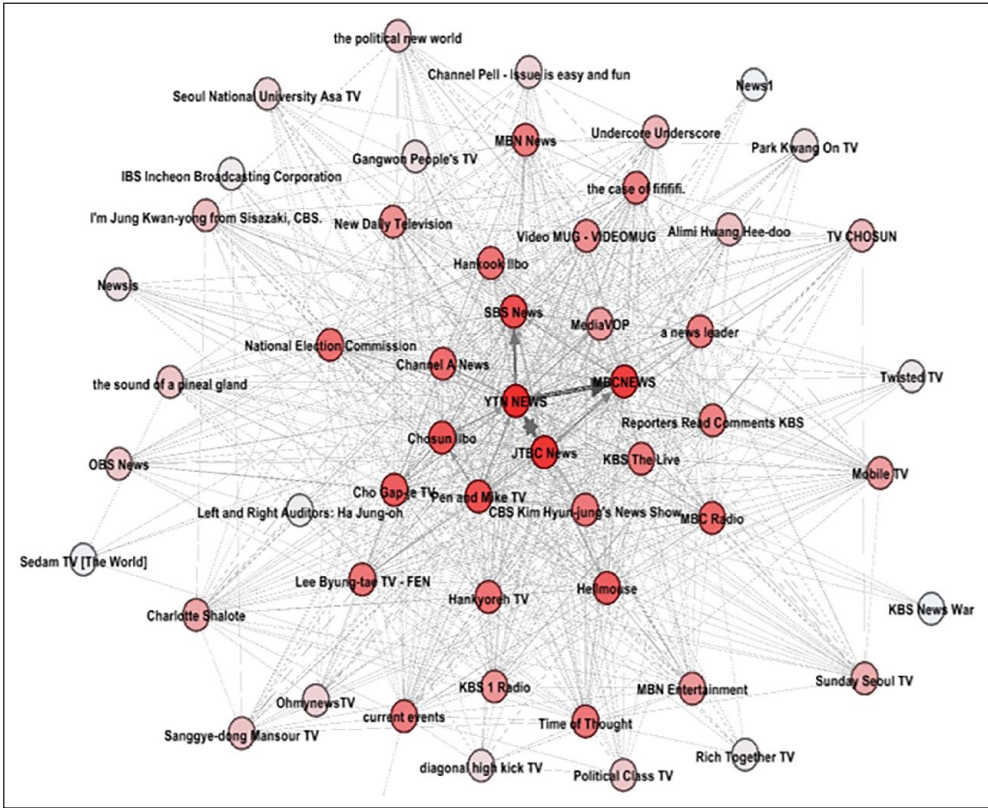 the political new world
Channel Pell - Issue is easy and fun
News1
Seoul National University Asa TV
MBN News
Undercore Underscore
Park Kwang On TV
Gangwon People's TV
IBS Incheon Broadcasting Corporation
the case of fifififi.
I'm Jung Kwan-yong from Sisazaki, CBS.
New Daily Television
Video MUG - VIDEOMUG
Alimi Hwang Hee-doo
TV CHOSUN
Hankook Ilbo
Newsis
SBS News
MediaVOP
a news leader
National Election Commission
Channel A News
the sound of a pineal gland
MBCNEWS
Twisted TV
YTN NEWS
Reporters Read Comments KBS
Chosun Ilbo
JTBC News
KBS The Live
OBS News
Mobile TV
Cho Gap-je TV
Pen and Mike TV
Left and Right Auditors: Ha Jung-oh
CBS Kim Hyun-jung's News Show
MBC Radio
Sedam TV [The World]
Lee Byung-tae TV - FEN
Hankyoreh TV
Hellmouse
Charlotte Shalote
KBS News War
Sunday Seoul TV
KBS 1 Radio
MBN Entertainment
OhmynewsTV
current events
Time of Thought
Sanggye-dong Mansour TV
Rich Together TV
diagonal high kick TV
Political Class TV